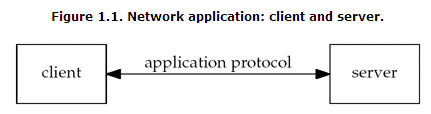 Figure 1.1. Network application: client and server.
client
application protocol
server